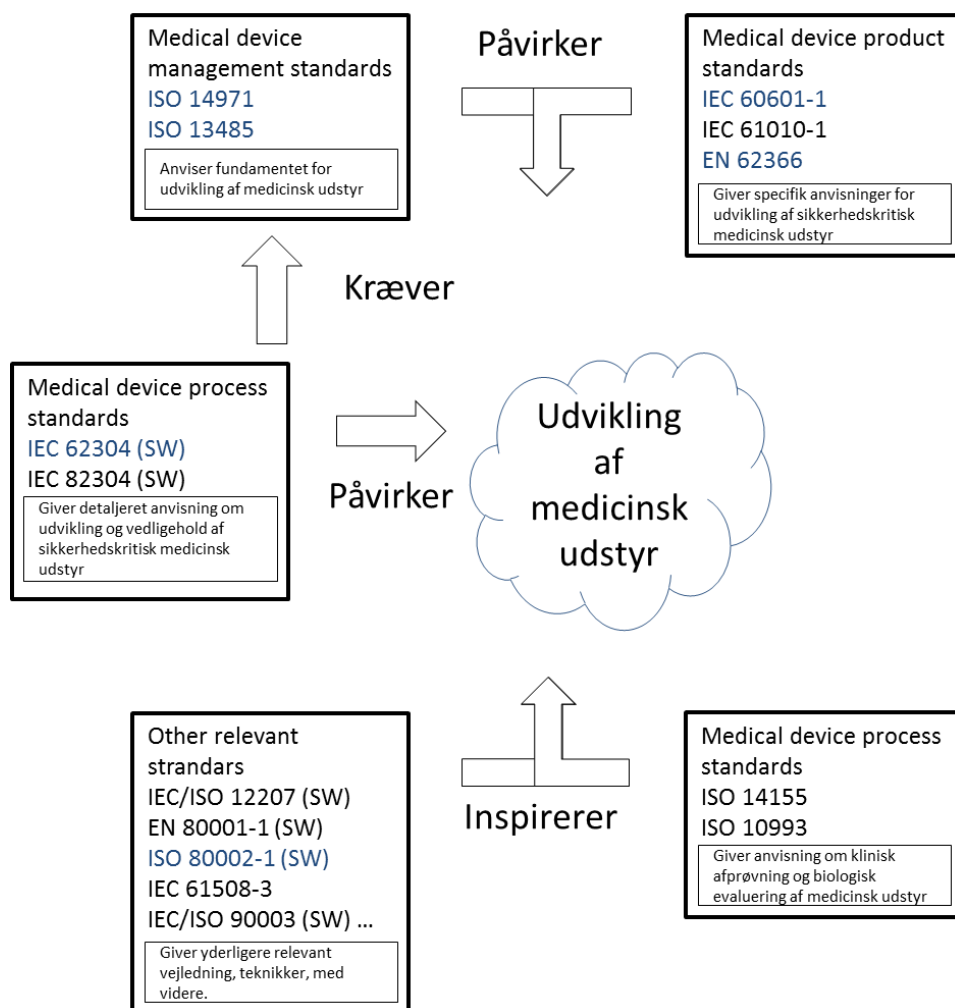 Medical device
management standards
ISO 14971
ISO 13485
Anviser fundamentet for
udvikling af medicinsk udstyr
Påvirker
Medical device product
standards
IEC 60601-1
IEC 61010-1
EN 62366
Giver specifik anvisninger for
udvikling af sikkerhedskritisk
medicinsk udstyr
Kræver
Medical device process
standards
IEC 62304 (SW)
IEC 82304 (SW)
Giver detaljeret anvisning om
udvikling og vedligehold af
sikkerhedskritisk medicinsk
udstyr
Påvirker
Udvikling
af
medicinsk
udstyr
Other relevant
strandars
IEC/ISO 12207 (SW)
EN 80001-1 (SW)
ISO 80002-1 (SW)
IEC 61508-3
IEC/ISO 90003 (SW) ...
Giver yderligere relevant
vejledning, teknikker, med
videre.
Inspirerer
Medical device process
standards
ISO 14155
ISO 10993
Giver anvisning om klinisk
afprøvning og biologisk
evaluering af medicinsk udstyr